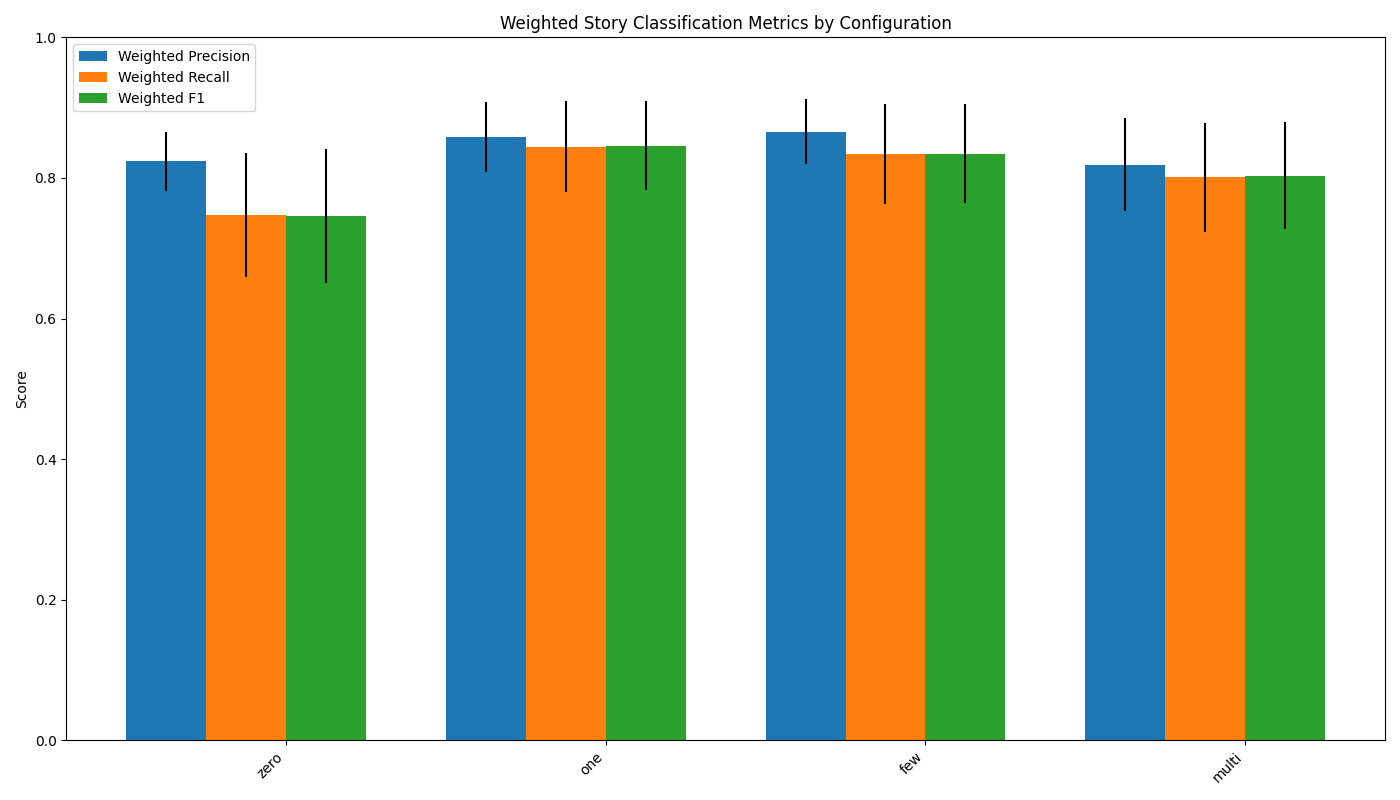 Weighted Story Classification Metrics by Configuration
Weighted Precision
Weighted Recall
Weighted F1
Score
1.0
0.8
0.6
0.4
0.2
0.0
zero
one
few
multi